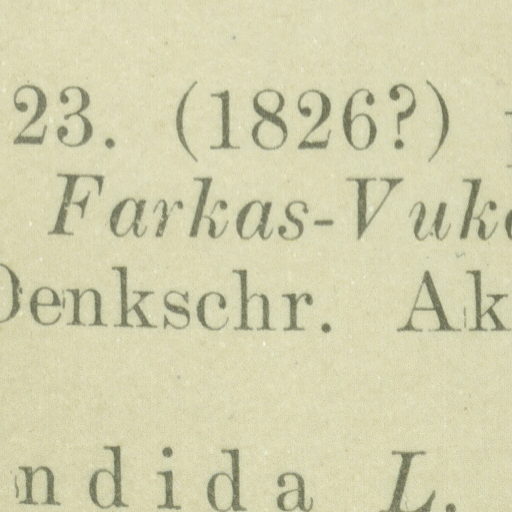 23. (1826?)
Farkas-Vuk
Denkschr. Ak
ndida L.